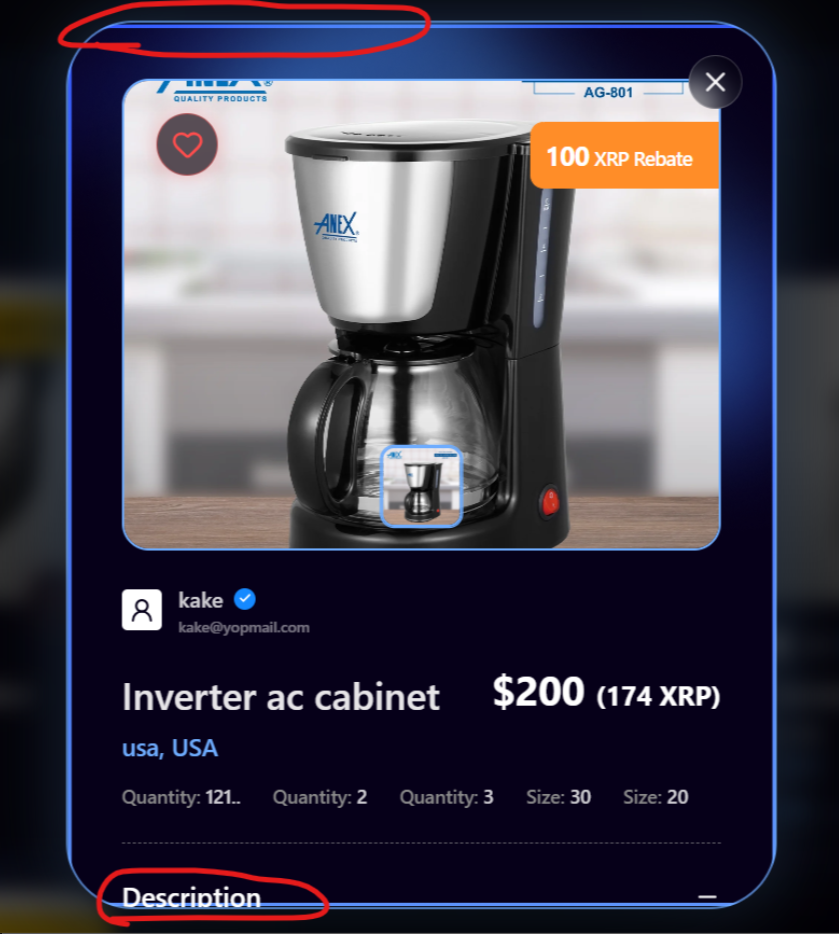 ANEX®
QUALITY PRODUCTS
AG-801
100 XRP Rebate
ANEX
kake
kake@yopmail.com
Inverter ac cabinet
$200 (174 XRP)
usa, USA
Quantity: 121.. Quantity: 2 Quantity: 3 Size: 30 Size: 20
Description